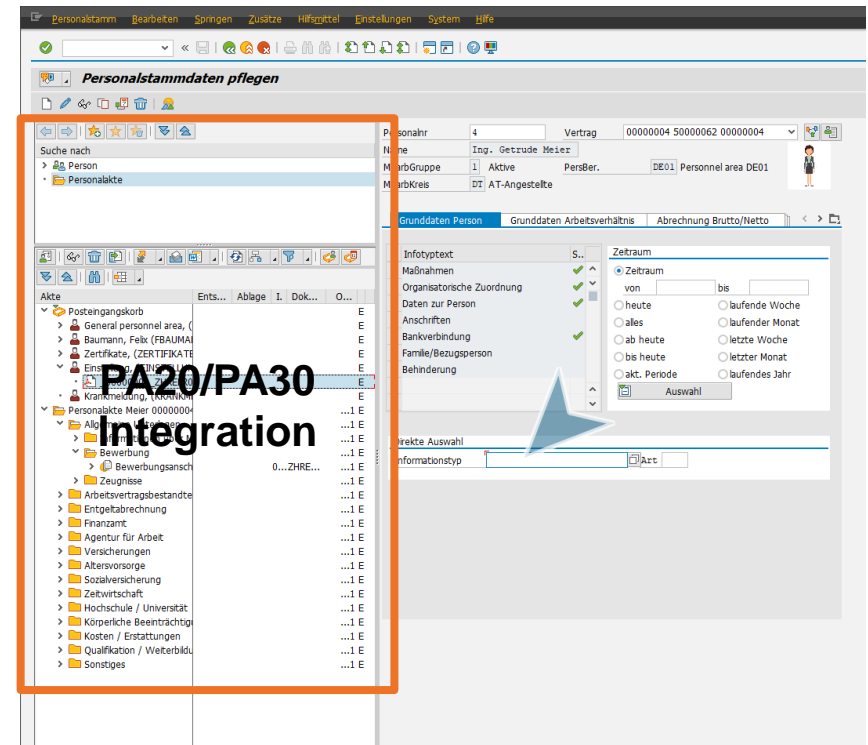 Personalstamm Bearbeiten Springen Zusätze Hilfsmittel Einstellungen System Hilfe
Personalstammdaten pflegen
Suche nach
Person
Personalakte
Akte Ents... Ablage I. Dok... O...
Posteingangskorb E
General personnel area, ( E
Baumann, Felix (FBAUMA E
Zertifikate, (ZERTIFIKATE E
E
E
E
Personalakte Meier 0000000 ...1 E
...1 E
...1 E
Bewerbung ...1 E
Bewerbungsansch 0...ZHRE... ...1 E
Zeugnisse ...1 E
Arbeitsvertragsbestandte ...1 E
Entgeltabrechnung ...1 E
Finanzamt ...1 E
Agentur für Arbeit ...1 E
Versicherungen ...1 E
Altersvorsorge ...1 E
Sozialversicherung ...1 E
Zeitwirtschaft ...1 E
Hochschule / Universität ...1 E
Körperliche Beeinträchtigu ...1 E
Kosten / Erstattungen ...1 E
Qualifikation / Weiterbildu ...1 E
Sonstiges ...1 E
PA20/PA30
Integration
Personalnr 4 Vertrag 00000004 50000062 00000004
Name Ing. Getrude Meier
MitarbGruppe 1 Aktive PersBer. DE01 Personnel area DE01
MitarbKreis DT AT-Angestellte
Grunddaten Person Grunddaten Arbeitsverhältnis Abrechnung Brutto/Netto
Infotyptext S..
Maßnahmen
Organisatorische Zuordnung
Daten zur Person
Anschriften
Bankverbindung
Familie/Bezugsperson
Behinderung
Zeitraum
Zeitraum
von bis
heute laufende Woche
alles laufender Monat
ab heute letzte Woche
bis heute letzter Monat
akt. Periode laufendes Jahr
Auswahl
Direkte Auswahl
Informationstyp Art